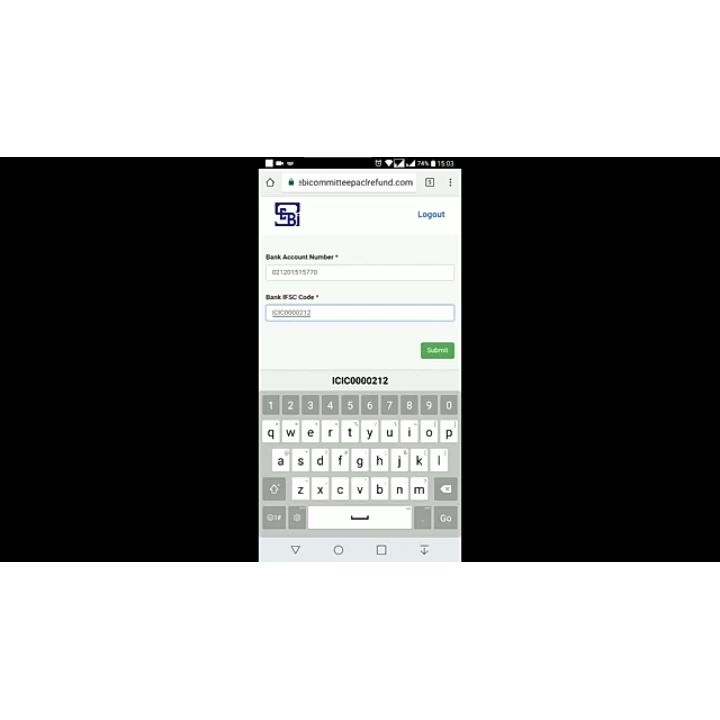 74% 15:03
ebicommitteepaclrefund.com 5
SEBI Logout
Bank Account Number *
021201515770
Bank IFSC Code *
ICIC0000212
Submit
ICIC0000212
1 2 3 4 5 6 7 8 9 0
q w e r t y u i o p
a s d f g h j k l
z x c v b n m
☺1# . Go